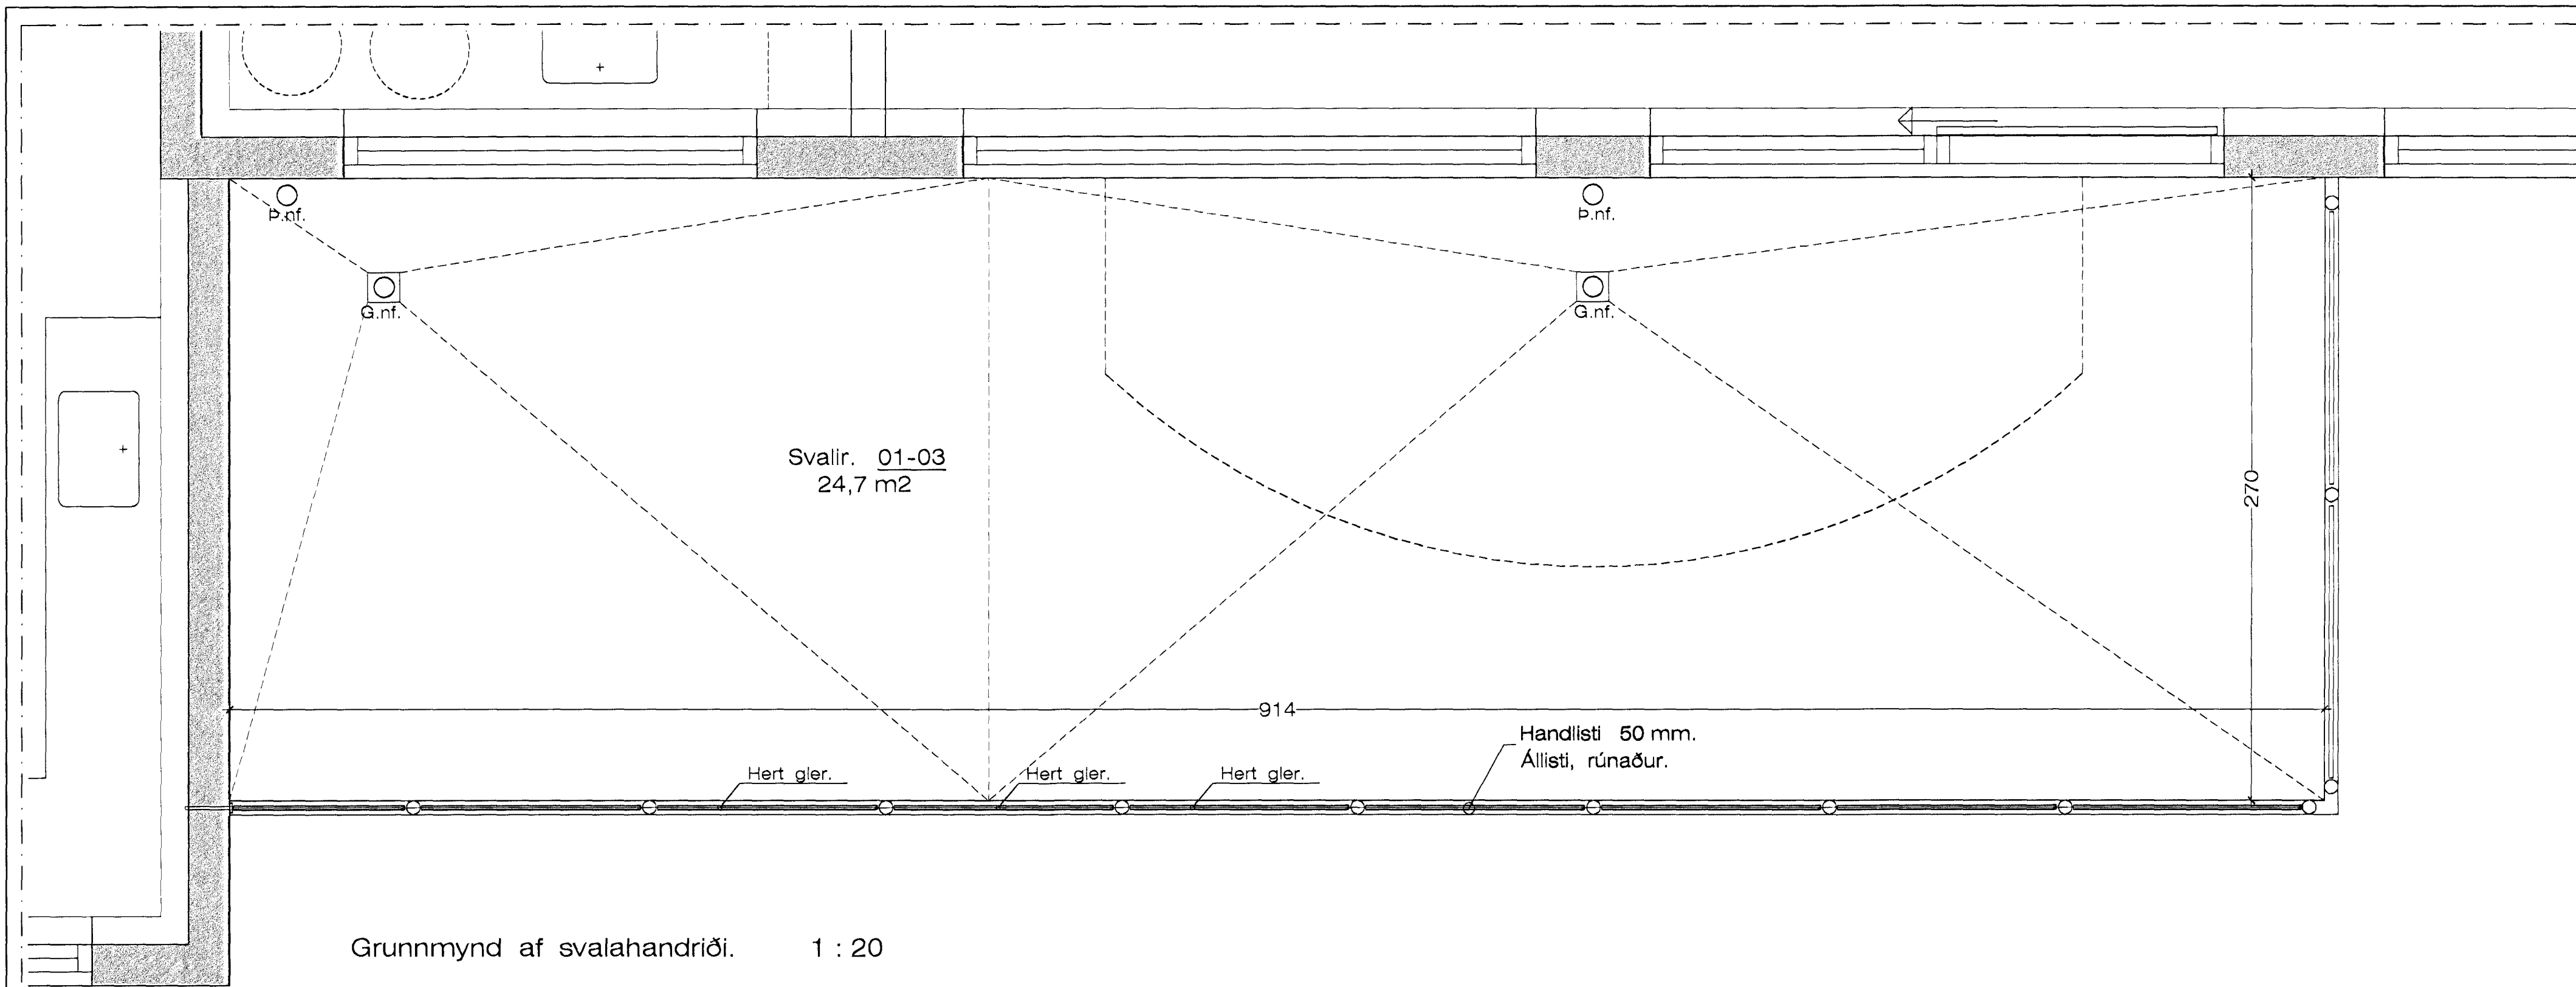 Þ.nf.
Þ.nf.
G.nf.
G.nf.
Svalir. 01-03
24,7 m2
270
914
Handlisti 50 mm.
Állisti, rúnaður.
Hert gler.
Hert gler.
Hert gler.
Grunnmynd af svalahandriði. 1 : 20